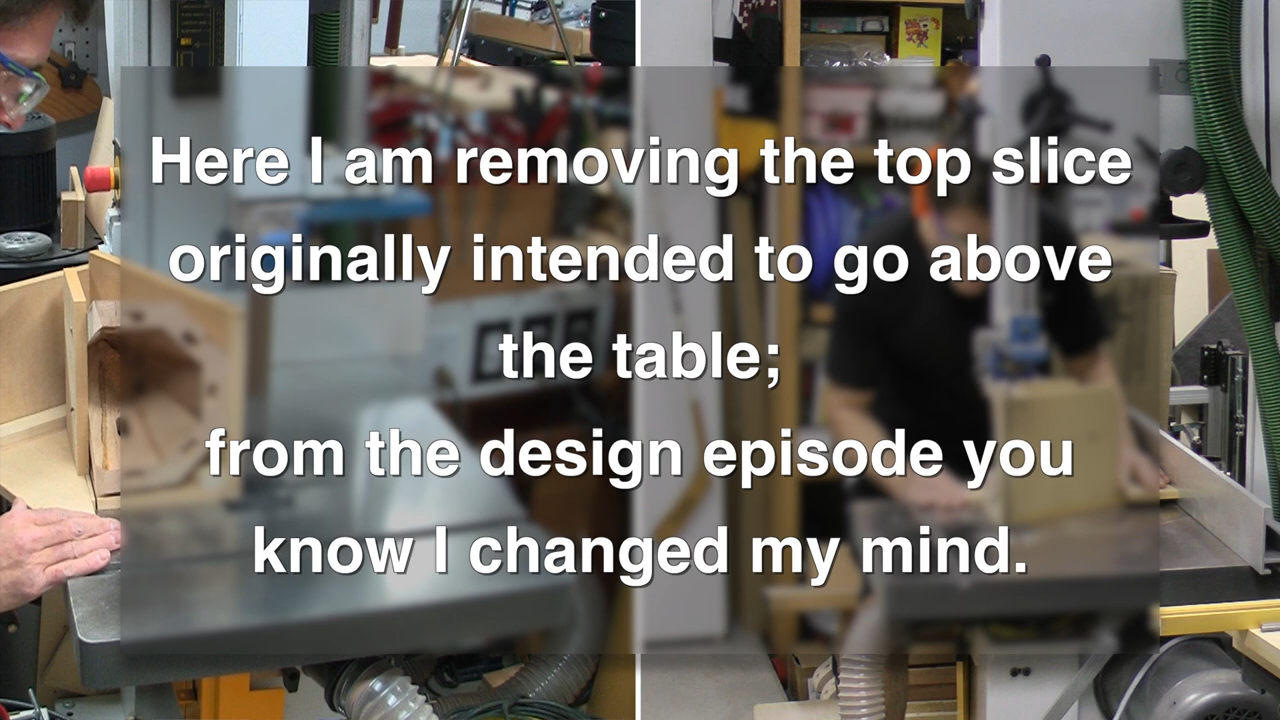 Here I am removing the top slice
originally intended to go above
the table;
from the design episode you
know I changed my mind.